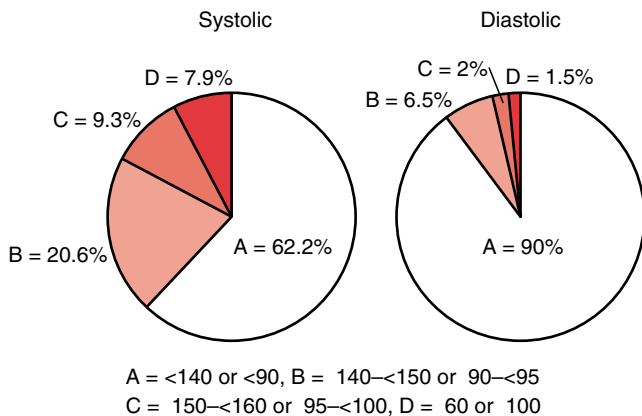 Systolic
D = 7.9%
C = 9.3%
B = 20.6%
A = 62.2%
Diastolic
C = 2%
D = 1.5%
B = 6.5%
A = 90%
A = <140 or <90, B = 140–<150 or 90–<95
C = 150–<160 or 95–<100, D = 60 or 100